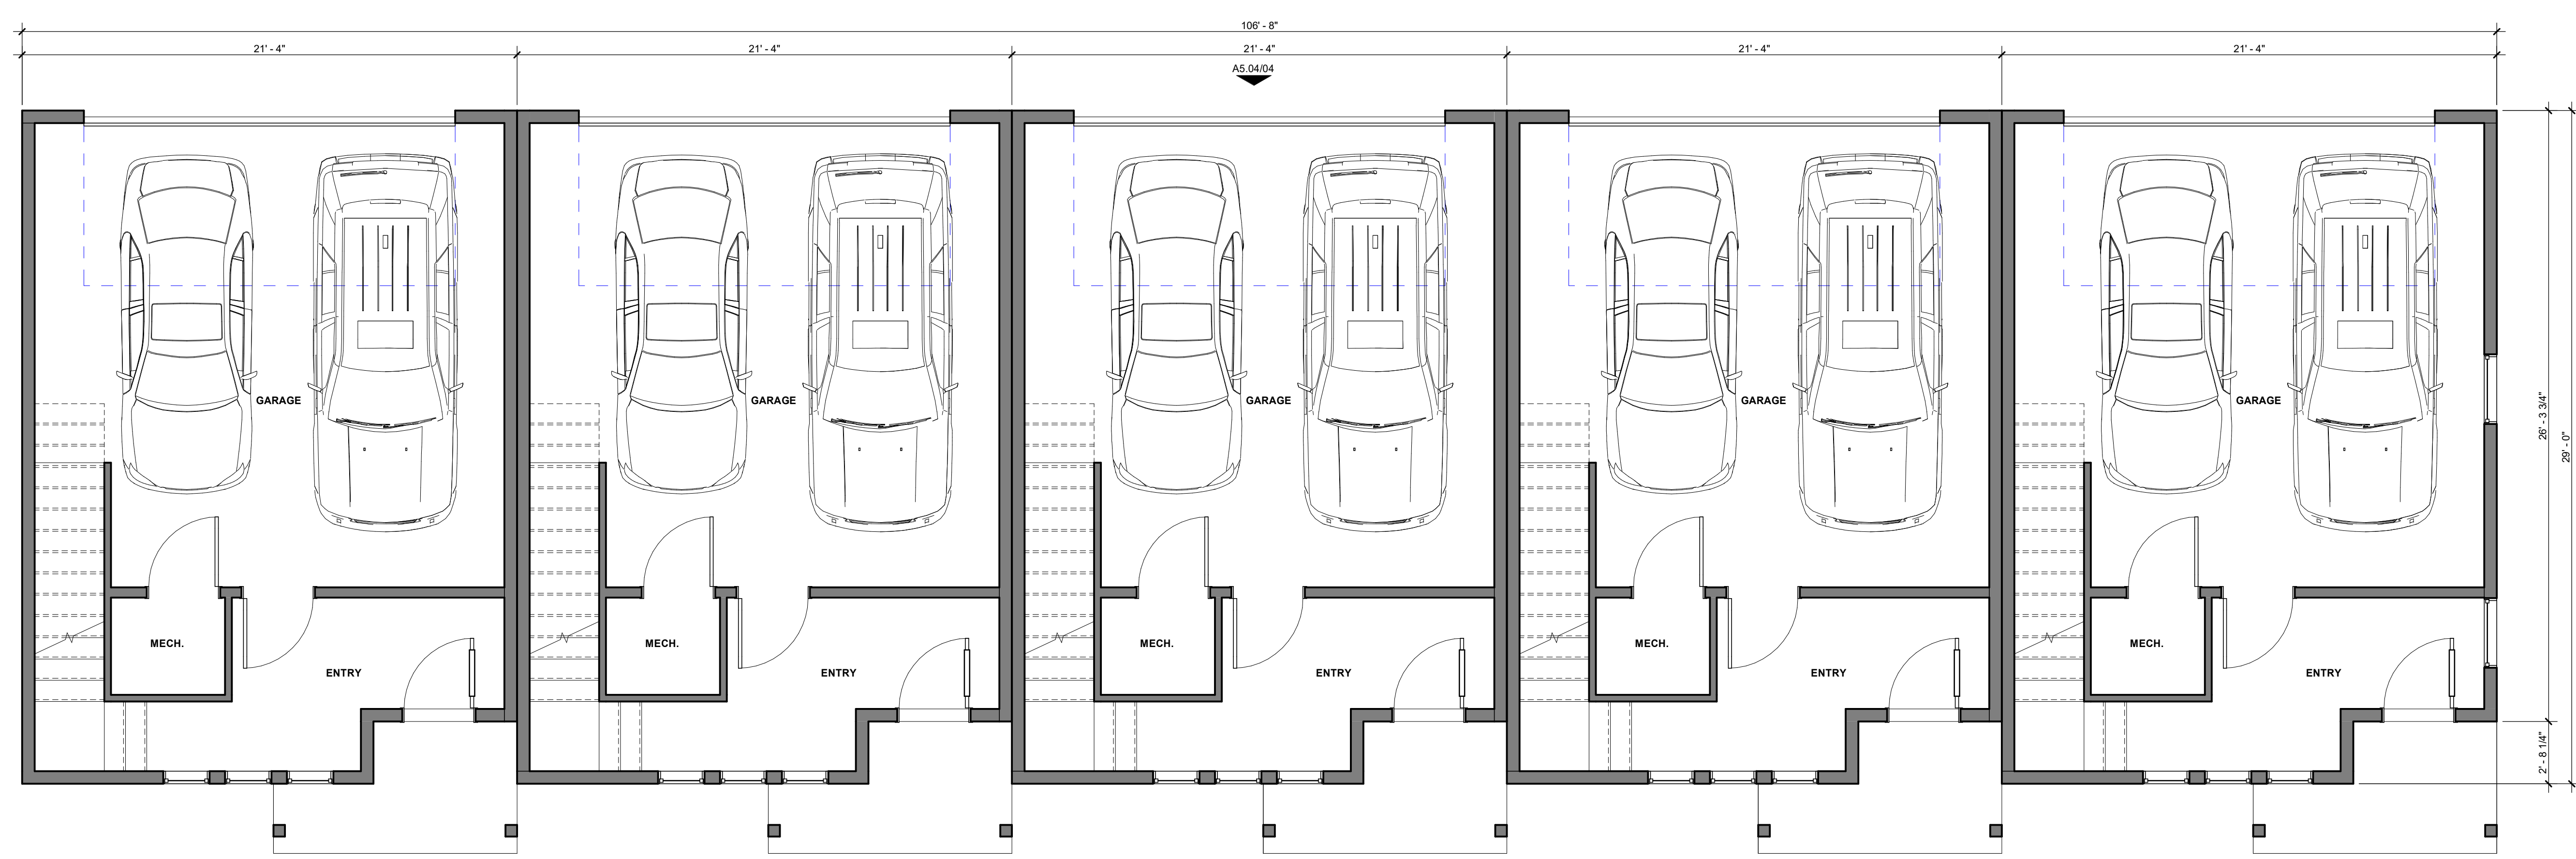 106' - 8"
21' - 4"
21' - 4"
21' - 4"
21' - 4"
21' - 4"
A5.04/04
GARAGE
GARAGE
GARAGE
GARAGE
GARAGE
26' - 3 3/4"
29' - 0"
MECH.
MECH.
MECH.
MECH.
MECH.
ENTRY
ENTRY
ENTRY
ENTRY
ENTRY
2' - 8 1/4"